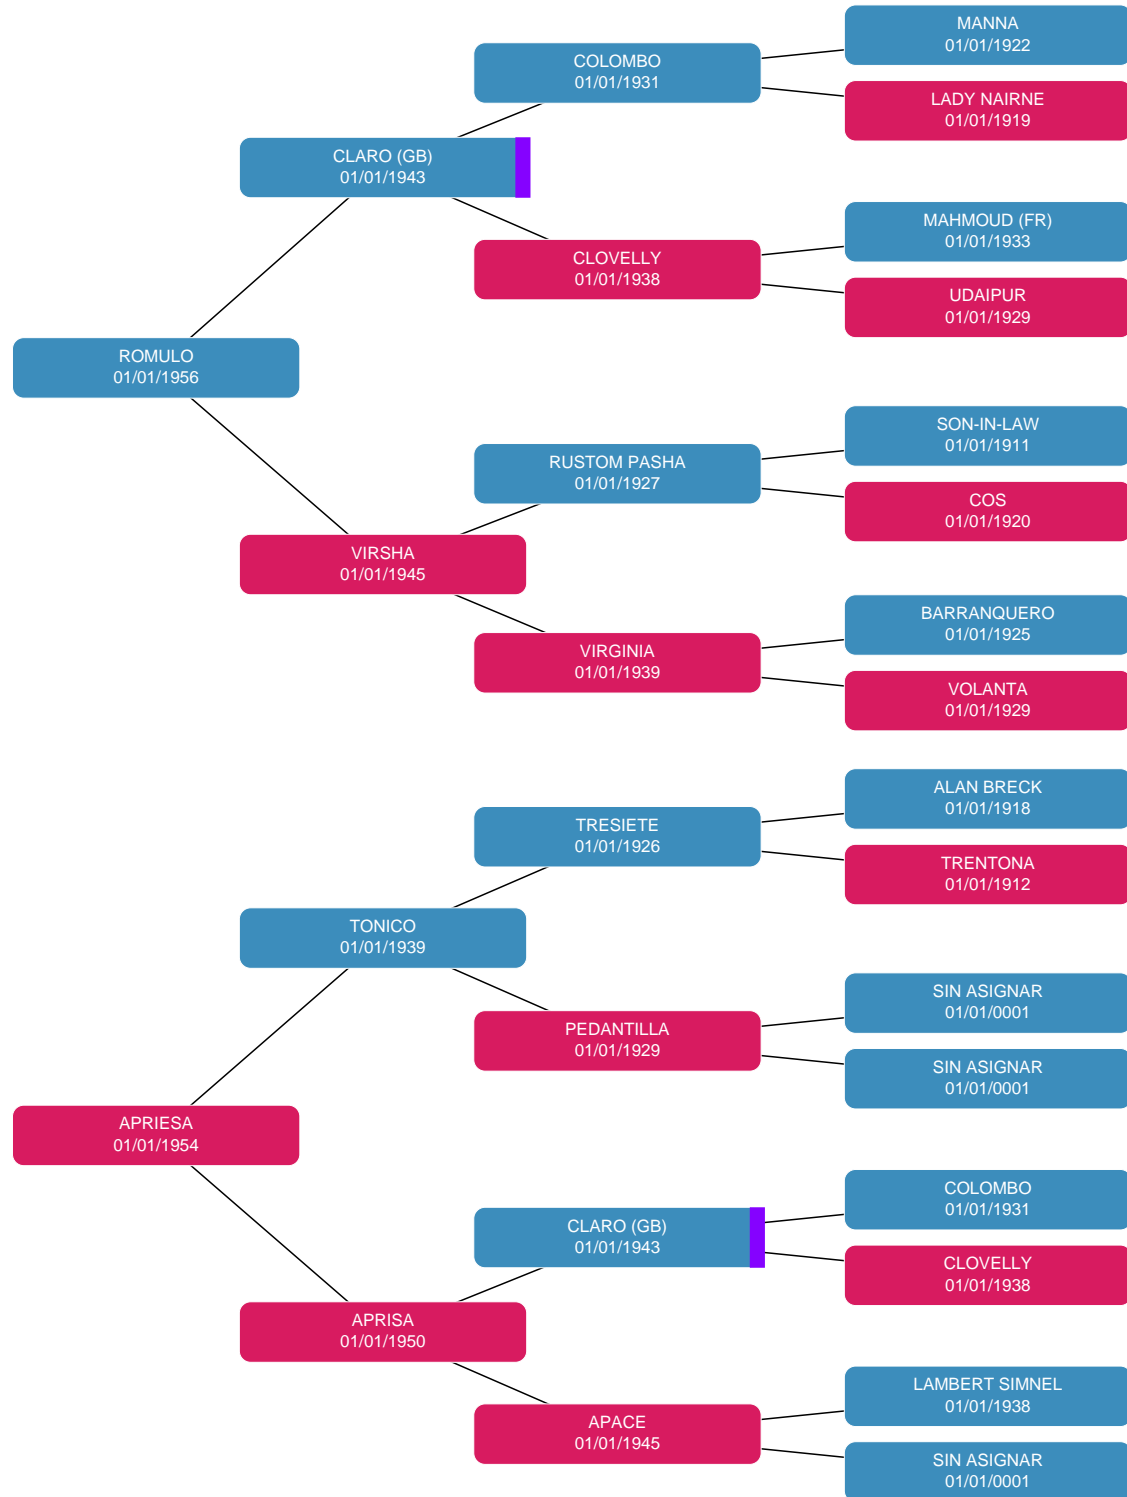 MANNA
01/01/1922
COLOMBO
01/01/1931
LADY NAIRNE
01/01/1919
CLARO (GB)
01/01/1943
MAHMOUD (FR)
01/01/1933
CLOVELLY
01/01/1938
UDAIPUR
01/01/1929
ROMULO
01/01/1956
SON-IN-LAW
01/01/1911
RUSTOM PASHA
01/01/1927
COS
01/01/1920
VIRSHA
01/01/1945
BARRANQUERO
01/01/1925
VIRGINIA
01/01/1939
VOLANTA
01/01/1929
ALAN BRECK
01/01/1918
TRESIETE
01/01/1926
TRENTONA
01/01/1912
TONICO
01/01/1939
SIN ASIGNAR
01/01/0001
PEDANTILLA
01/01/1929
SIN ASIGNAR
01/01/0001
APRIESA
01/01/1954
COLOMBO
01/01/1931
CLARO (GB)
01/01/1943
CLOVELLY
01/01/1938
APRISA
01/01/1950
LAMBERT SIMNEL
01/01/1938
APACE
01/01/1945
SIN ASIGNAR
01/01/0001